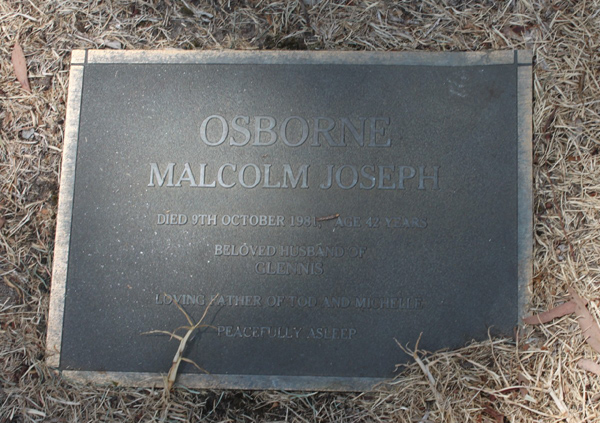 OSBORNE
MALCOLM JOSEPH
DIED 9TH OCTOBER 1981 AGE 42 YEARS
BELOVED HUSBAND OF
GLENNIS
LOVING FATHER OF TOD AND MICHELLE
PEACEFULLY ASLEEP